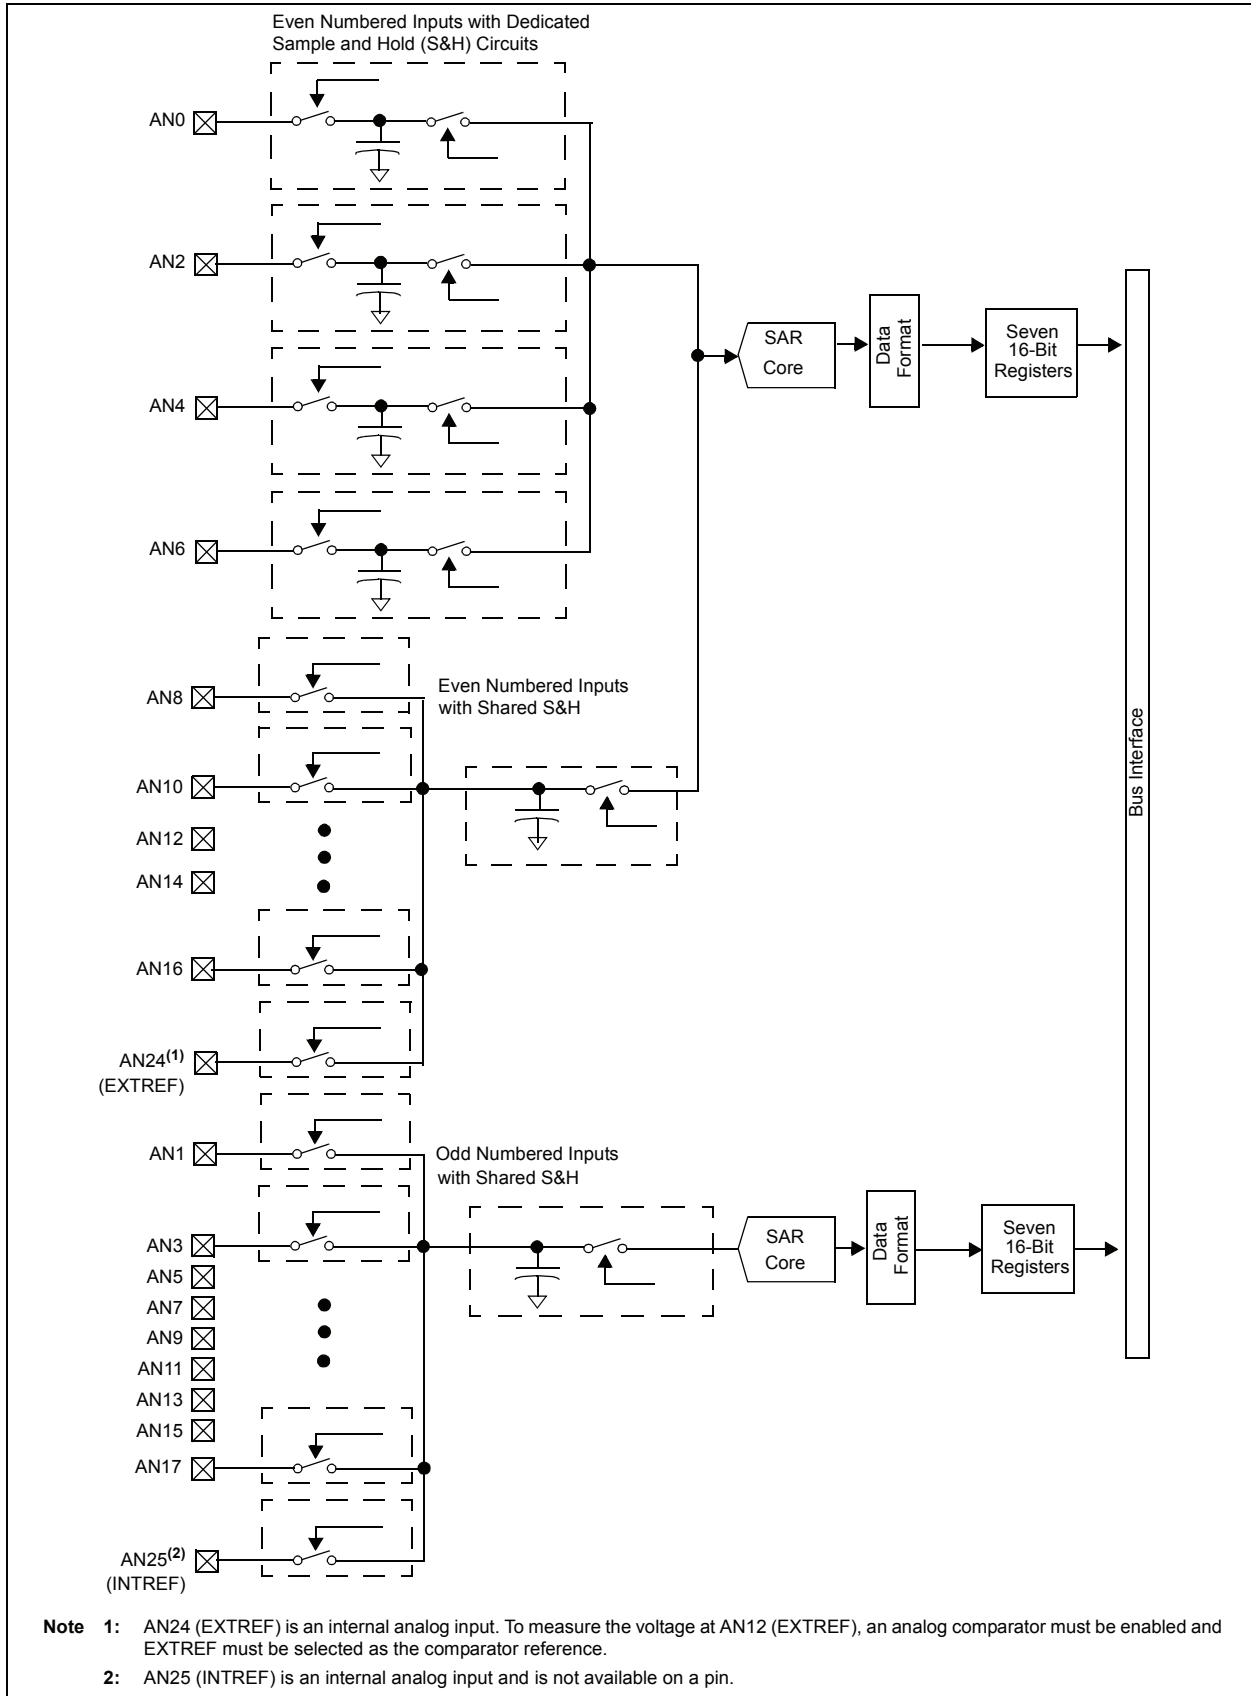 Even Numbered Inputs with Dedicated
Sample and Hold (S&H) Circuits
AN0
AN2
AN4
AN6
SAR
Core
Data
Format
Seven
16-Bit
Registers
AN8
Even Numbered Inputs
with Shared S&H
AN10
AN12
AN14
AN16
AN24(1)
(EXTREF)
Bus Interface
AN1
Odd Numbered Inputs
with Shared S&H
AN3
AN5
AN7
AN9
AN11
AN13
AN15
AN17
AN25(2)
(INTREF)
SAR
Core
Data
Format
Seven
16-Bit
Registers
Note 1: AN24 (EXTREF) is an internal analog input. To measure the voltage at AN12 (EXTREF), an analog comparator must be enabled and
EXTREF must be selected as the comparator reference.
2: AN25 (INTREF) is an internal analog input and is not available on a pin.